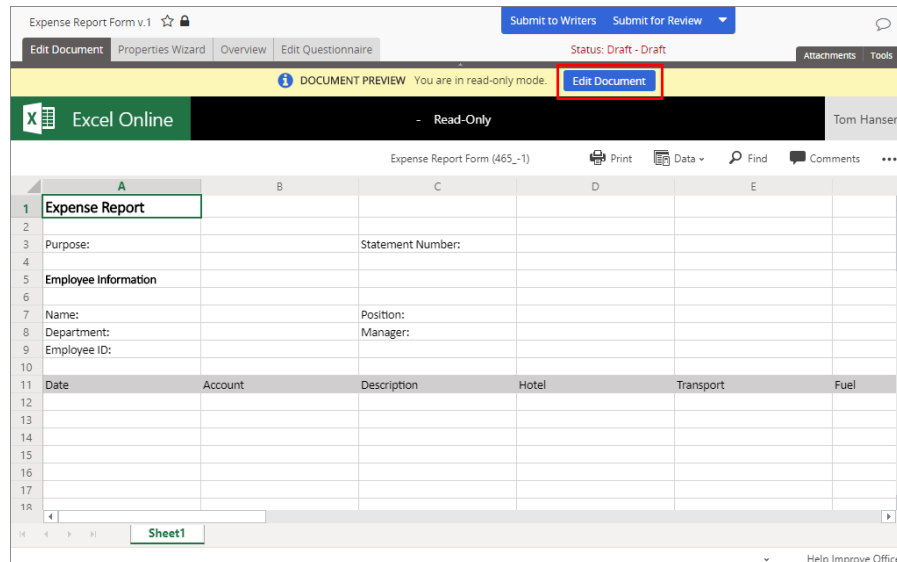 Expense Report Form v.1
Submit to Writers Submit for Review
Edit Document Properties Wizard Overview Edit Questionnaire
Status: Draft - Draft
Attachments Tools
DOCUMENT PREVIEW You are in read-only mode. Edit Document
Excel Online - Read-Only Tom Hansen
Expense Report Form (465_-1) Print Data Find Comments •••
A B C D E
1 Expense Report
2
3 Purpose: Statement Number:
4
5 Employee Information
6
7 Name: Position:
8 Department: Manager:
9 Employee ID:
10
11 Date Account Description Hotel Transport Fuel
12
13
14
15
16
17
18
Sheet1
Help Improve Office